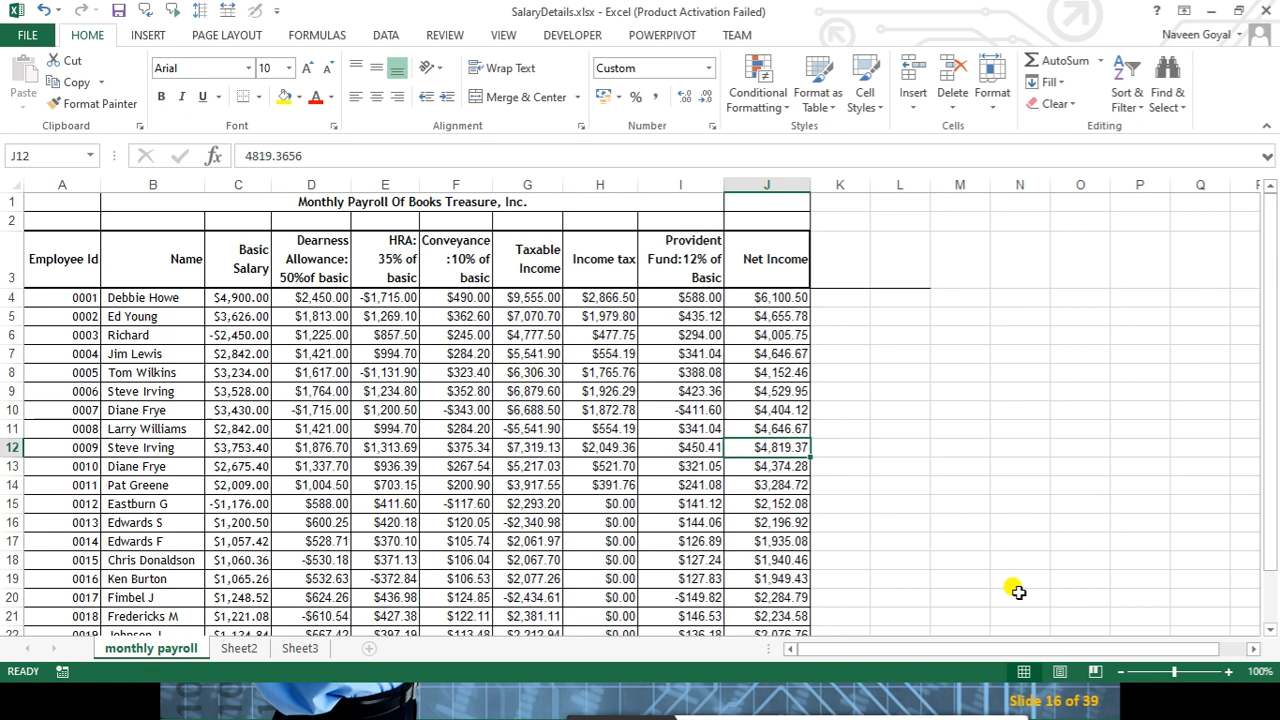 SalaryDetails.xlsx - Excel (Product Activation Failed)
?
FILE HOME INSERT PAGE LAYOUT FORMULAS DATA REVIEW VIEW DEVELOPER POWERPIVOT TEAM Naveen Goyal
Paste Cut Copy Format Painter
Arial 10
B I U
Wrap Text
Merge & Center
Custom
$ % ,
Conditional Formatting
Format as Table
Cell Styles
Insert Delete Format
AutoSum
Fill
Clear
Sort & Filter
Find & Select
Clipboard Font Alignment Number Styles Cells Editing
J12 fx 4819.3656
A B C D E F G H I J K L M N O P Q
1 Monthly Payroll Of Books Treasure, Inc.
2
3 Employee Id Name Basic Salary Dearness Allowance: 50%of basic HRA: 35% of basic Conveyance :10% of basic Taxable Income Income tax Provident Fund:12% of Basic Net Income
4 0001 Debbie Howe $4,900.00 $2,450.00 -$1,715.00 $490.00 $9,555.00 $2,866.50 $588.00 $6,100.50
5 0002 Ed Young $3,626.00 $1,813.00 $1,269.10 $362.60 $7,070.70 $1,979.80 $435.12 $4,655.78
6 0003 Richard -$2,450.00 $1,225.00 $857.50 $245.00 $4,777.50 $477.75 $294.00 $4,005.75
7 0004 Jim Lewis $2,842.00 $1,421.00 $994.70 $284.20 $5,541.90 $554.19 $341.04 $4,646.67
8 0005 Tom Wilkins $3,234.00 $1,617.00 -$1,131.90 $323.40 $6,306.30 $1,765.76 $388.08 $4,152.46
9 0006 Steve Irving $3,528.00 $1,764.00 $1,234.80 $352.80 $6,879.60 $1,926.29 $423.36 $4,529.95
10 0007 Diane Frye $3,430.00 -$1,715.00 $1,200.50 -$343.00 $6,688.50 $1,872.78 -$411.60 $4,404.12
11 0008 Larry Williams $2,842.00 $1,421.00 $994.70 $284.20 -$5,541.90 $554.19 $341.04 $4,646.67
12 0009 Steve Irving $3,753.40 $1,876.70 $1,313.69 $375.34 $7,319.13 $2,049.36 $450.41 $4,819.37
13 0010 Diane Frye $2,675.40 $1,337.70 $936.39 $267.54 $5,217.03 $521.70 $321.05 $4,374.28
14 0011 Pat Greene $2,009.00 $1,004.50 $703.15 $200.90 $3,917.55 $391.76 $241.08 $3,284.72
15 0012 Eastburn G -$1,176.00 $588.00 $411.60 -$117.60 $2,293.20 $0.00 $141.12 $2,152.08
16 0013 Edwards S $1,200.50 $600.25 $420.18 $120.05 -$2,340.98 $0.00 $144.06 $2,196.92
17 0014 Edwards F $1,057.42 $528.71 $370.10 $105.74 $2,061.97 $0.00 $126.89 $1,935.08
18 0015 Chris Donaldson $1,060.36 -$530.18 $371.13 $106.04 $2,067.70 $0.00 $127.24 $1,940.46
19 0016 Ken Burton $1,065.26 $532.63 -$372.84 $106.53 $2,077.26 $0.00 $127.83 $1,949.43
20 0017 Fimbel J $1,248.52 $624.26 $436.98 $124.85 -$2,434.61 $0.00 -$149.82 $2,284.79
21 0018 Fredericks M $1,221.08 -$610.54 $427.38 $122.11 $2,381.11 $0.00 $146.53 $2,234.58
22 0019 Johnson J $1,134.84 $567.42 $397.19 $113.48 $2,212.94 $0.00 $136.18 $2,076.76
monthly payroll Sheet2 Sheet3
READY 100%
Slide 16 of 39